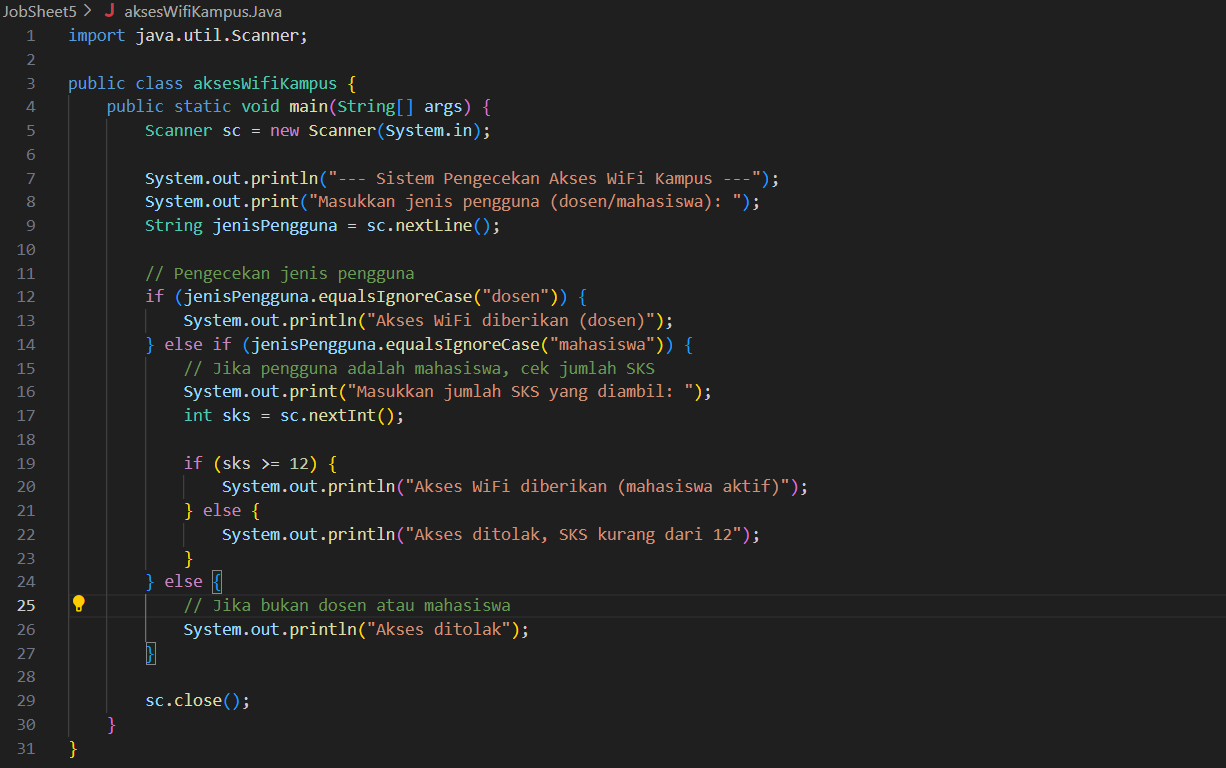 JobSheet5 > J aksesWifiKampus.Java
1 import java.util.Scanner;
2
3 public class aksesWifiKampus {
4     public static void main(String[] args) {
5         Scanner sc = new Scanner(System.in);
6
7         System.out.println("--- Sistem Pengecekan Akses WiFi Kampus ---");
8         System.out.print("Masukkan jenis pengguna (dosen/mahasiswa): ");
9         String jenisPengguna = sc.nextLine();
10
11         // Pengecekan jenis pengguna
12         if (jenisPengguna.equalsIgnoreCase("dosen")) {
13             System.out.println("Akses WiFi diberikan (dosen)");
14         } else if (jenisPengguna.equalsIgnoreCase("mahasiswa")) {
15             // Jika pengguna adalah mahasiswa, cek jumlah SKS
16             System.out.print("Masukkan jumlah SKS yang diambil: ");
17             int sks = sc.nextInt();
18
19             if (sks >= 12) {
20                 System.out.println("Akses WiFi diberikan (mahasiswa aktif)");
21             } else {
22                 System.out.println("Akses ditolak, SKS kurang dari 12");
23             }
24         } else {
25             // Jika bukan dosen atau mahasiswa
26             System.out.println("Akses ditolak");
27         }
28
29         sc.close();
30     }
31 }